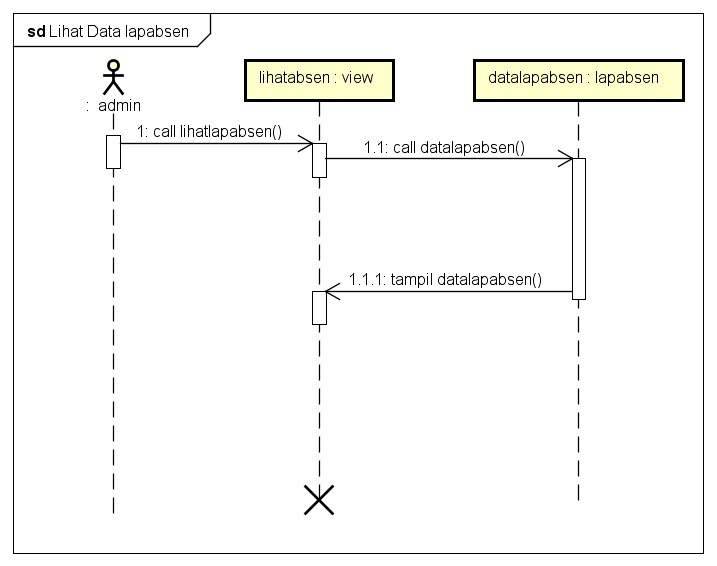 sd Lihat Data lapabsen
: admin
lihatabsen : view
datalapabsen : lapabsen
1: call lihatlapabsen()
1.1: call datalapabsen()
1.1.1: tampil datalapabsen()